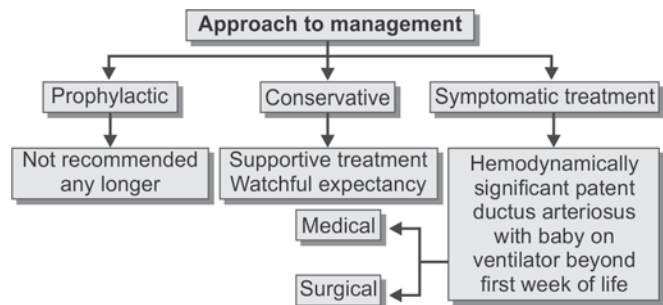 Approach to management
Prophylactic
Conservative
Symptomatic treatment
Not recommended
any longer
Supportive treatment
Watchful expectancy
Hemodynamically
significant patent
ductus arteriosus
with baby on
ventilator beyond
first week of life
Medical
Surgical